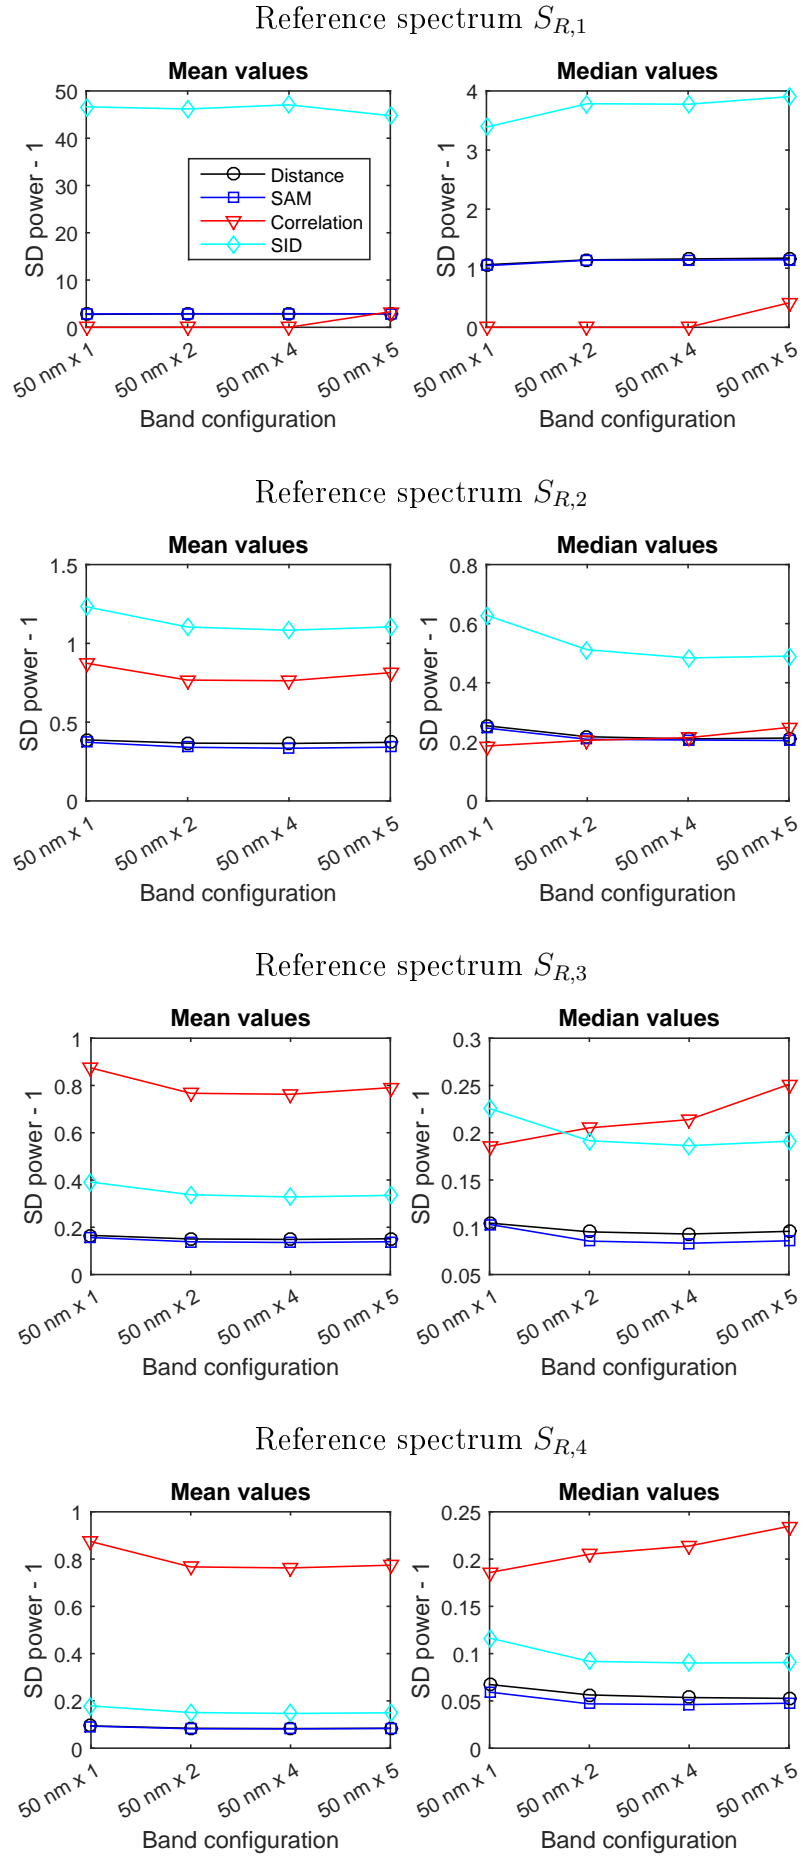 Reference spectrum S_{R,1}
Mean values
Median values
50
40
30
20
10
0
SD power - 1
Distance
SAM
Correlation
SID
50 nm x 1
50 nm x 2
50 nm x 4
50 nm x 5
Band configuration
4
3
2
1
0
SD power - 1
50 nm x 1
50 nm x 2
50 nm x 4
50 nm x 5
Band configuration
Reference spectrum S_{R,2}
Mean values
Median values
1.5
1
0.5
0
SD power - 1
50 nm x 1
50 nm x 2
50 nm x 4
50 nm x 5
Band configuration
0.8
0.6
0.4
0.2
0
SD power - 1
50 nm x 1
50 nm x 2
50 nm x 4
50 nm x 5
Band configuration
Reference spectrum S_{R,3}
Mean values
Median values
1
0.8
0.6
0.4
0.2
0
SD power - 1
50 nm x 1
50 nm x 2
50 nm x 4
50 nm x 5
Band configuration
0.3
0.25
0.2
0.15
0.1
0.05
SD power - 1
50 nm x 1
50 nm x 2
50 nm x 4
50 nm x 5
Band configuration
Reference spectrum S_{R,4}
Mean values
Median values
1
0.8
0.6
0.4
0.2
0
SD power - 1
50 nm x 1
50 nm x 2
50 nm x 4
50 nm x 5
Band configuration
0.25
0.2
0.15
0.1
0.05
0
SD power - 1
50 nm x 1
50 nm x 2
50 nm x 4
50 nm x 5
Band configuration